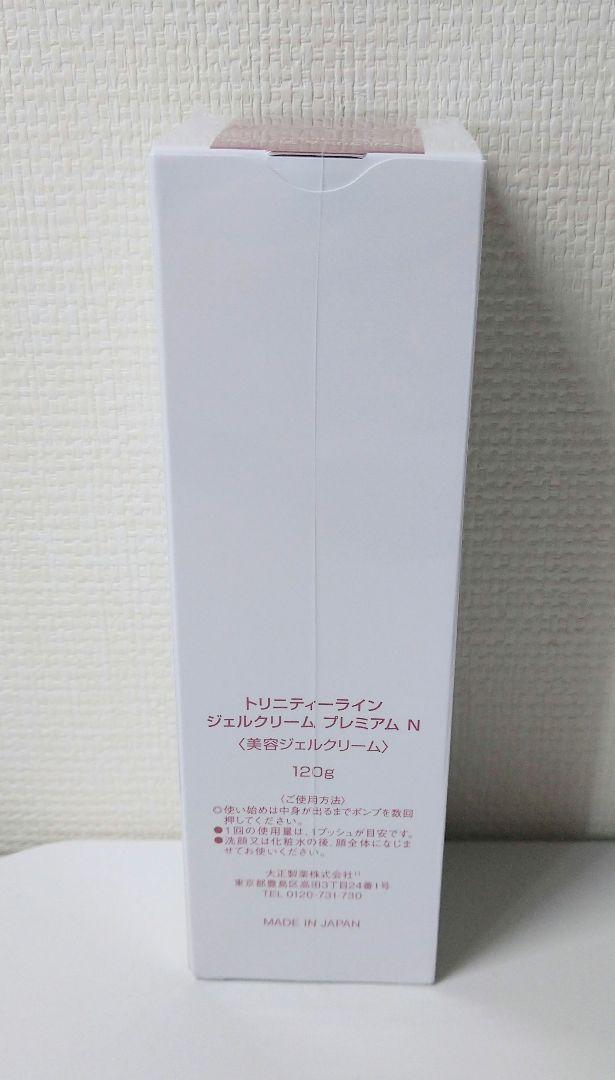 トリニティーライン
ジェルクリーム プレミアム N
〈美容ジェルクリーム〉
120g
〈ご使用方法〉
◎使い始めは中身が出るまでポンプを数回
押してください。
●1回の使用量は、1プッシュが目安です。
●洗顔又は化粧水の後、顔全体になじま
せてお使いください。
大正製薬株式会社11
東京都豊島区高田3丁目24番1号
TEL 0120-731-730
MADE IN JAPAN